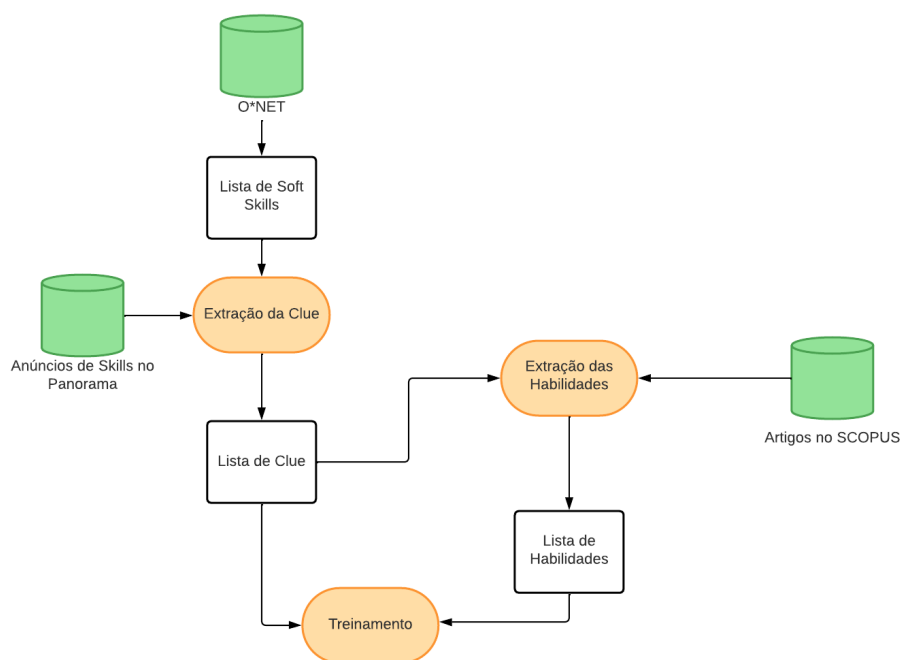 O*NET
Lista de Soft
Skills
Extração da Clue
Anúncios de Skills no
Panorama
Extração das
Habilidades
Artigos no SCOPUS
Lista de Clue
Lista de
Habilidades
Treinamento